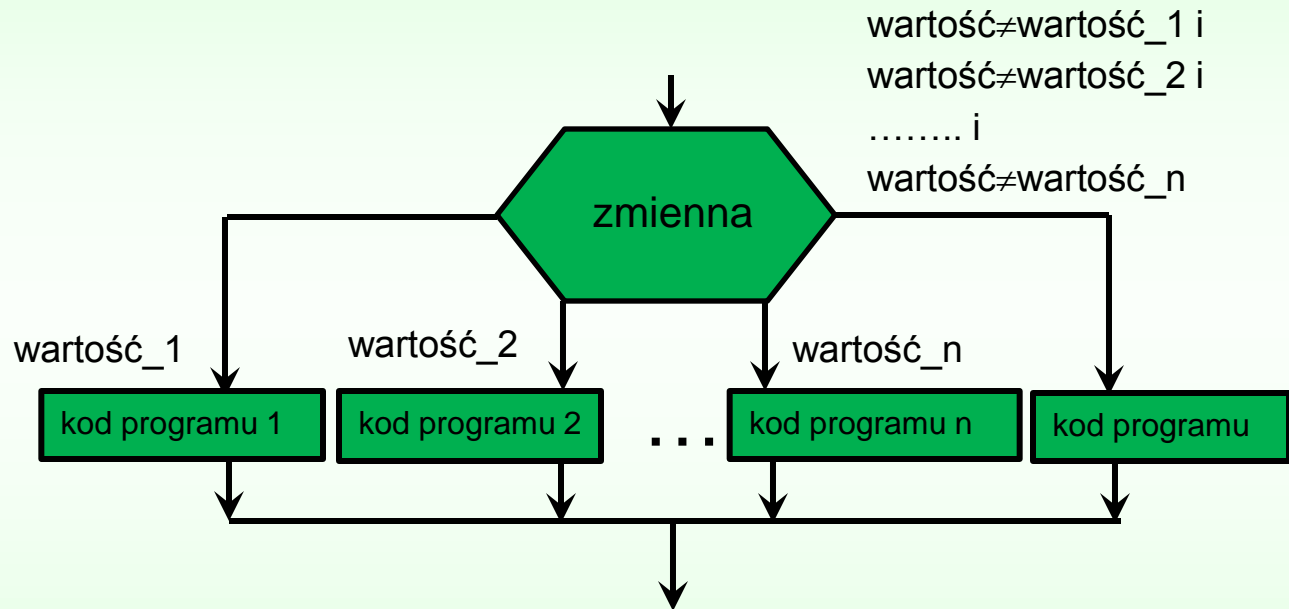 wartość≠wartość_1 i
wartość≠wartość_2 i
…….. i
wartość≠wartość_n
zmienna
wartość_1
wartość_2
wartość_n
kod programu 1
kod programu 2
...
kod programu n
kod programu